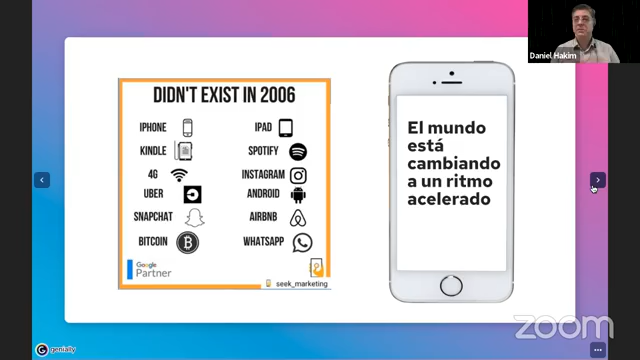 Daniel Hakim
DIDN'T EXIST IN 2006
IPHONE
IPAD
KINDLE
SPOTIFY
4G
INSTAGRAM
UBER
ANDROID
SNAPCHAT
AIRBNB
BITCOIN
WHATSAPP
Google
Partner
seek_marketing
El mundo
está
cambiando
a un ritmo
acelerado
zoom
genially